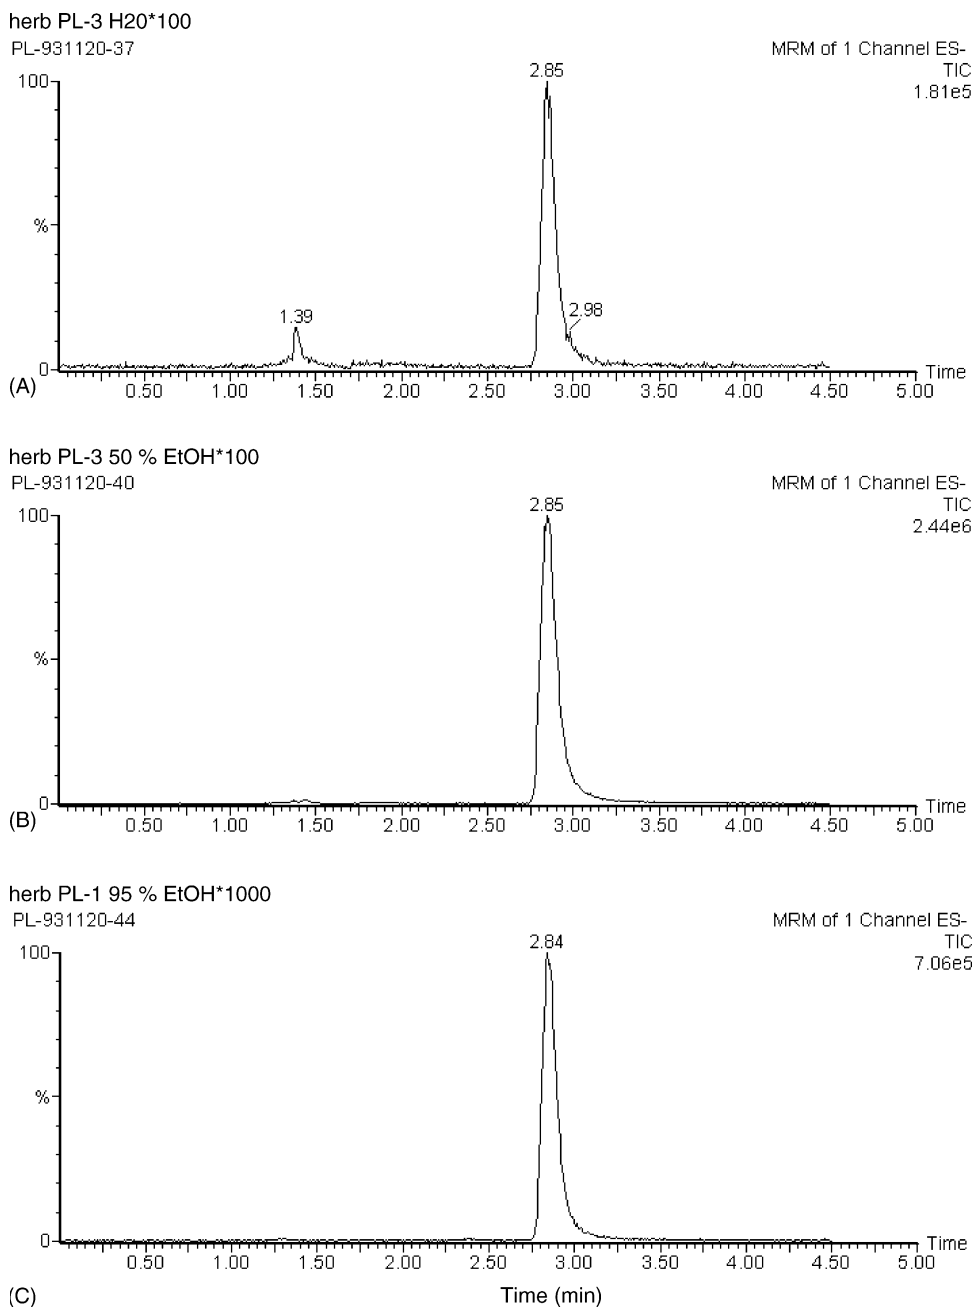 herb PL-3 H20*100
PL-931120-37
MRM of 1 Channel ES-
TIC
1.81e5
2.85
100
%
1.39
2.98
0
Time
(A)
0.50 1.00 1.50 2.00 2.50 3.00 3.50 4.00 4.50 5.00
herb PL-3 50 % EtOH*100
PL-931120-40
MRM of 1 Channel ES-
TIC
2.44e6
2.85
100
%
0
Time
(B)
0.50 1.00 1.50 2.00 2.50 3.00 3.50 4.00 4.50 5.00
herb PL-1 95 % EtOH*1000
PL-931120-44
MRM of 1 Channel ES-
TIC
7.06e5
2.84
100
%
0
Time
0.50 1.00 1.50 2.00 2.50 3.00 3.50 4.00 4.50 5.00
(C)
Time (min)